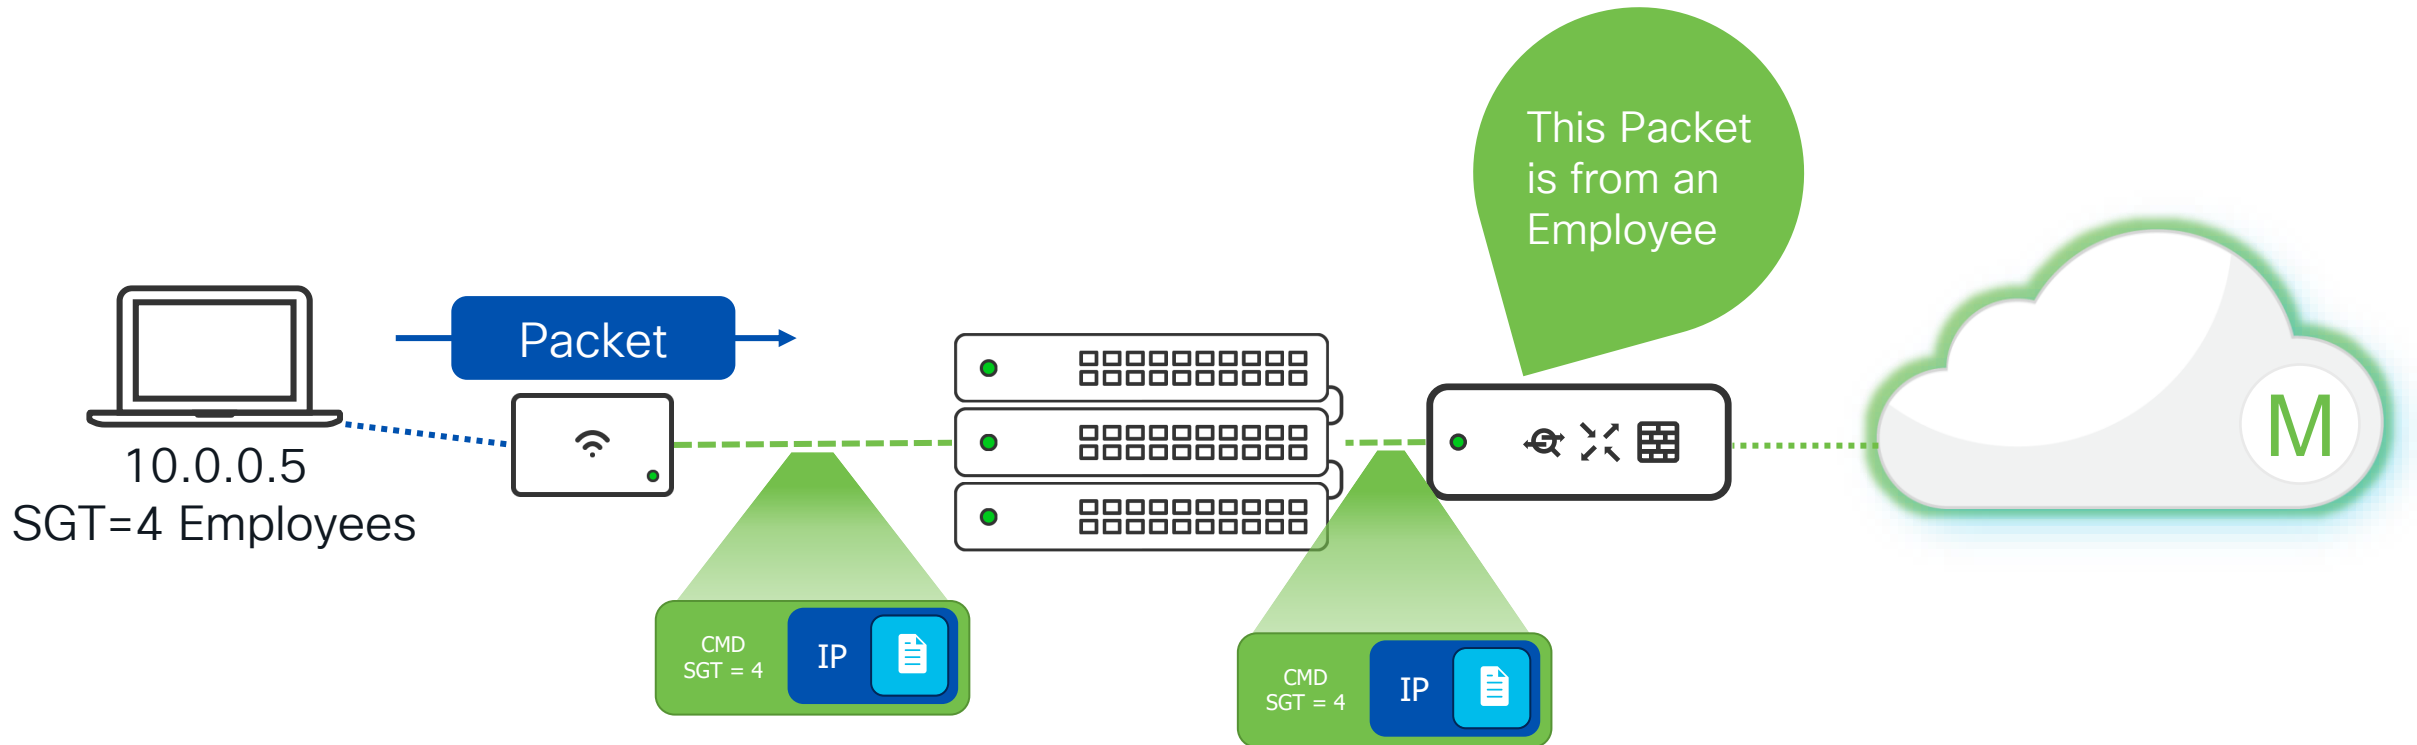 This Packet
is from an
Employee
Packet
10.0.0.5
SGT=4 Employees
M
CMD
SGT = 4
IP
CMD
SGT = 4
IP